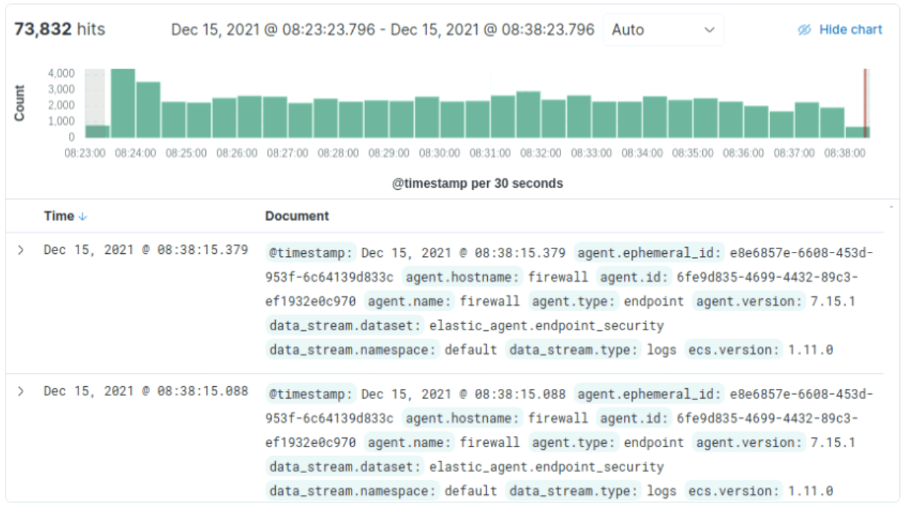 73,832 hits Dec 15, 2021 @ 08:23:23.796 - Dec 15, 2021 @ 08:38:23.796 Auto Hide chart
Count
4,000
3,000
2,000
1,000
0
08:23:00 08:24:00 08:25:00 08:26:00 08:27:00 08:28:00 08:29:00 08:30:00 08:31:00 08:32:00 08:33:00 08:34:00 08:35:00 08:36:00 08:37:00 08:38:00
@timestamp per 30 seconds
Time Document
Dec 15, 2021 @ 08:38:15.379 @timestamp: Dec 15, 2021 @ 08:38:15.379 agent.ephemeral_id: e8e6857e-6608-453d-
953f-6c64139d833c agent.hostname: firewall agent.id: 6fe9d835-4699-4432-89c3-
ef1932e0c970 agent.name: firewall agent.type: endpoint agent.version: 7.15.1
data_stream.dataset: elastic_agent.endpoint_security
data_stream.namespace: default data_stream.type: logs ecs.version: 1.11.0
Dec 15, 2021 @ 08:38:15.088 @timestamp: Dec 15, 2021 @ 08:38:15.088 agent.ephemeral_id: e8e6857e-6608-453d-
953f-6c64139d833c agent.hostname: firewall agent.id: 6fe9d835-4699-4432-89c3-
ef1932e0c970 agent.name: firewall agent.type: endpoint agent.version: 7.15.1
data_stream.dataset: elastic_agent.endpoint_security
data_stream.namespace: default data_stream.type: logs ecs.version: 1.11.0